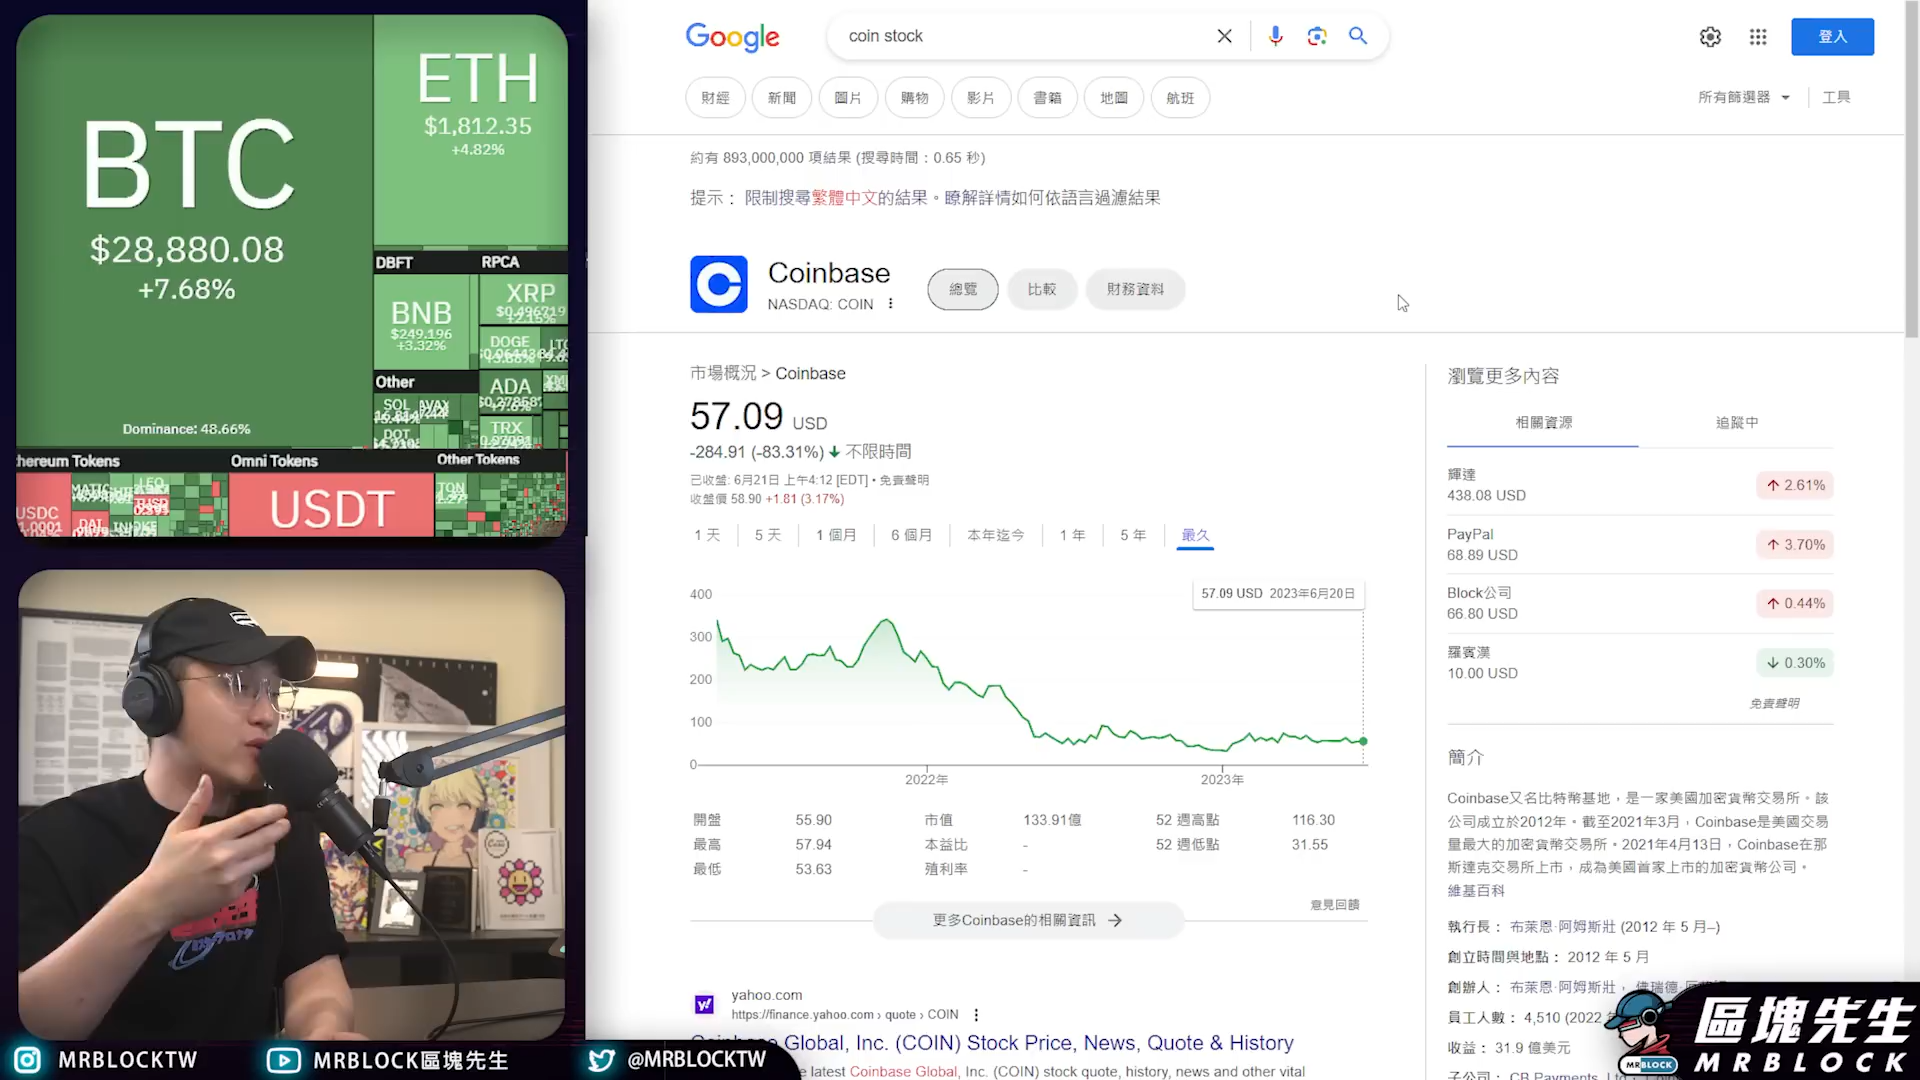 BTC
$28,880.08
+7.68%
Dominance: 48.66%
ETH
$1,812.35
+4.82%
DBFT
RPCA
BNB
$249.196
+3.32%
XRP
$0.496719
+2.15%
DOGE
Other
SOL
AVAX
DOT
ADA
TRX
Omni Tokens
Other Tokens
USDT
TON
Google
coin stock
登入
財經
新聞
圖片
購物
影片
書籍
地圖
航班
所有篩選器
工具
約有 893,000,000 項結果 (搜尋時間：0.65 秒)
提示： 限制搜尋繁體中文的結果。瞭解詳情如何依語言過濾結果
Coinbase
NASDAQ: COIN
總覽
比較
財務資料
市場概況 > Coinbase
57.09 USD
-284.91 (-83.31%) 不限時間
已收盤: 6月21日 上午4:12 [EDT] • 免責聲明
收盤價 58.90 +1.81 (3.17%)
1 天
5 天
1 個月
6 個月
本年迄今
1 年
5 年
最久
57.09 USD 2023年6月20日
400
300
200
100
0
2022年
2023年
開盤 55.90
市值 133.91億
52 週高點 116.30
最高 57.94
本益比 -
52 週低點 31.55
最低 53.63
殖利率 -
意見回饋
更多Coinbase的相關資訊
yahoo.com
https://finance.yahoo.com › quote › COIN
Global, Inc. (COIN) Stock Price, News, Quote & History
latest Coinbase Global, Inc. (COIN) stock quote, history, news and other vital
瀏覽更多內容
相關資源
追蹤中
輝達
438.08 USD
2.61%
PayPal
68.89 USD
3.70%
Block公司
66.80 USD
0.44%
羅賓漢
10.00 USD
0.30%
免責聲明
簡介
Coinbase又名比特幣基地，是一家美國加密貨幣交易所。該
公司成立於2012年。截至2021年3月，Coinbase是美國交易
量最大的加密貨幣交易所。2021年4月13日，Coinbase在那
斯達克交易所上市，成為美國首家上市的加密貨幣公司。
維基百科
執行長： 布萊恩·阿姆斯壯 (2012 年 5 月–)
創立時間與地點： 2012 年 5 月
創辦人： 布萊恩·阿姆斯壯，
員工人數： 4,510 (2022
收益： 31.9 億美元
子公司：
MRBLOCKTW
MRBLOCK區塊先生
@MRBLOCKTW
MRBLOCK
區塊先生
MRBLOCK